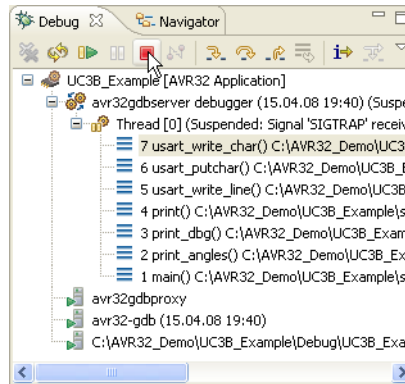 Debug Navigator
UC3B_Example [AVR32 Application]
avr32gdbserver debugger (15.04.08 19:40) (Suspe
Thread [0] (Suspended: Signal 'SIGTRAP' receiv
7 usart_write_char() C:\AVR32_Demo\UC3
6 usart_putchar() C:\AVR32_Demo\UC3B_E
5 usart_write_line() C:\AVR32_Demo\UC3B
4 print() C:\AVR32_Demo\UC3B_Example\s
3 print_dbg() C:\AVR32_Demo\UC3B_Exam
2 print_angles() C:\AVR32_Demo\UC3B_Ex
1 main() C:\AVR32_Demo\UC3B_Example\s
avr32gdbproxy
avr32-gdb (15.04.08 19:40)
C:\AVR32_Demo\UC3B_Example\Debug\UC3B_Exa